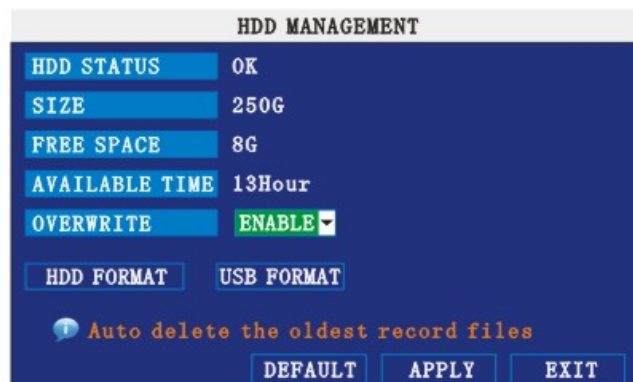 HDD MANAGEMENT
HDD STATUS OK
SIZE 250G
FREE SPACE 8G
AVAILABLE TIME 13Hour
OVERWRITE ENABLE
HDD FORMAT USB FORMAT
Auto delete the oldest record files
DEFAULT APPLY EXIT